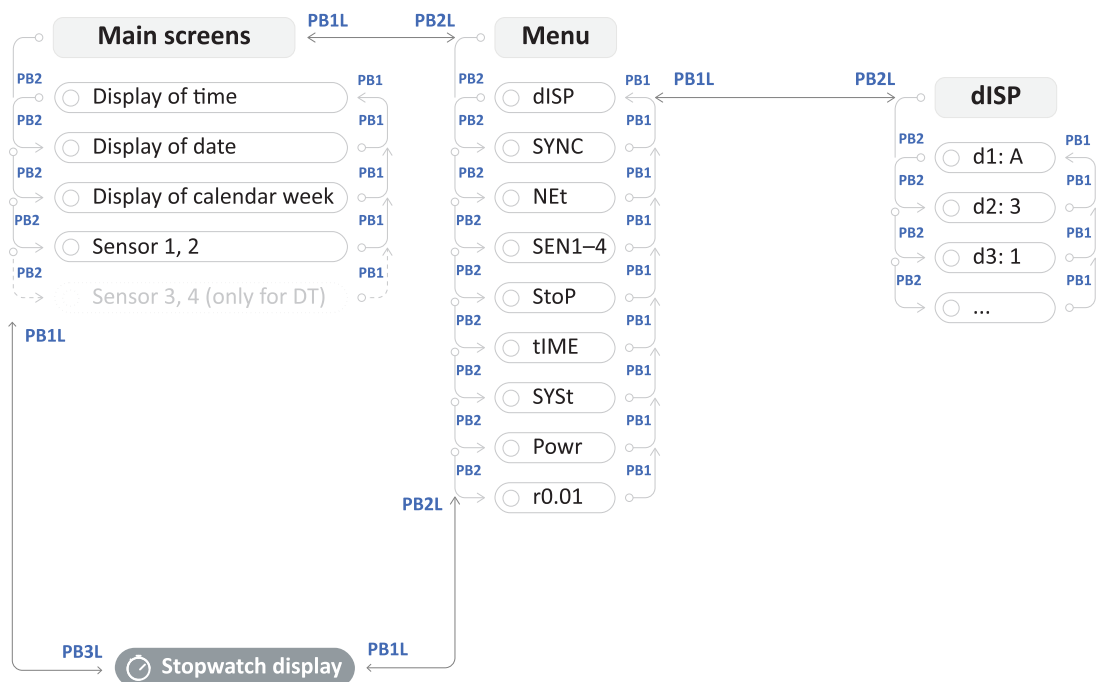 Main screens
PB1L
PB2L
Menu
PB2
Display of time
PB1
PB2
Display of date
PB1
PB2
Display of calendar week
PB1
PB2
Sensor 1, 2
PB1
PB2
Sensor 3, 4 (only for DT)
PB1
PB2
dISP
PB1
PB2
SYNC
PB1
PB2
NEt
PB1
PB2
SEN1–4
PB1
PB2
StoP
PB1
PB2
tIME
PB1
PB2
SYSt
PB1
PB2
Powr
PB1
PB2
r0.01
PB1
PB1L
PB2L
dISP
PB2
d1: A
PB1
PB2
d2: 3
PB1
PB2
d3: 1
PB1
PB2
...
PB1
PB1L
PB2L
PB3L
Stopwatch display
PB1L